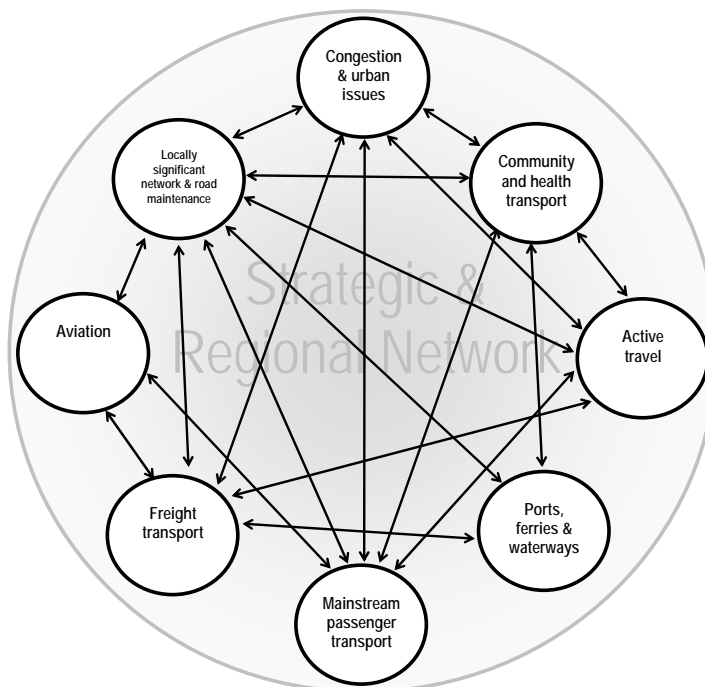 Congestion
& urban
issues
Locally
significant
network & road
maintenance
Community
and health
transport
Strategic &
Regional Network
Aviation
Active
travel
Freight
transport
Ports,
ferries &
waterways
Mainstream
passenger
transport